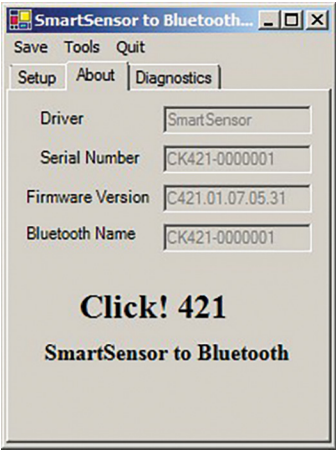 SmartSensor to Bluetooth...
Save Tools Quit
Setup About Diagnostics
Driver SmartSensor
Serial Number CK421-0000001
Firmware Version C421.01.07.05.31
Bluetooth Name CK421-0000001
Click! 421
SmartSensor to Bluetooth